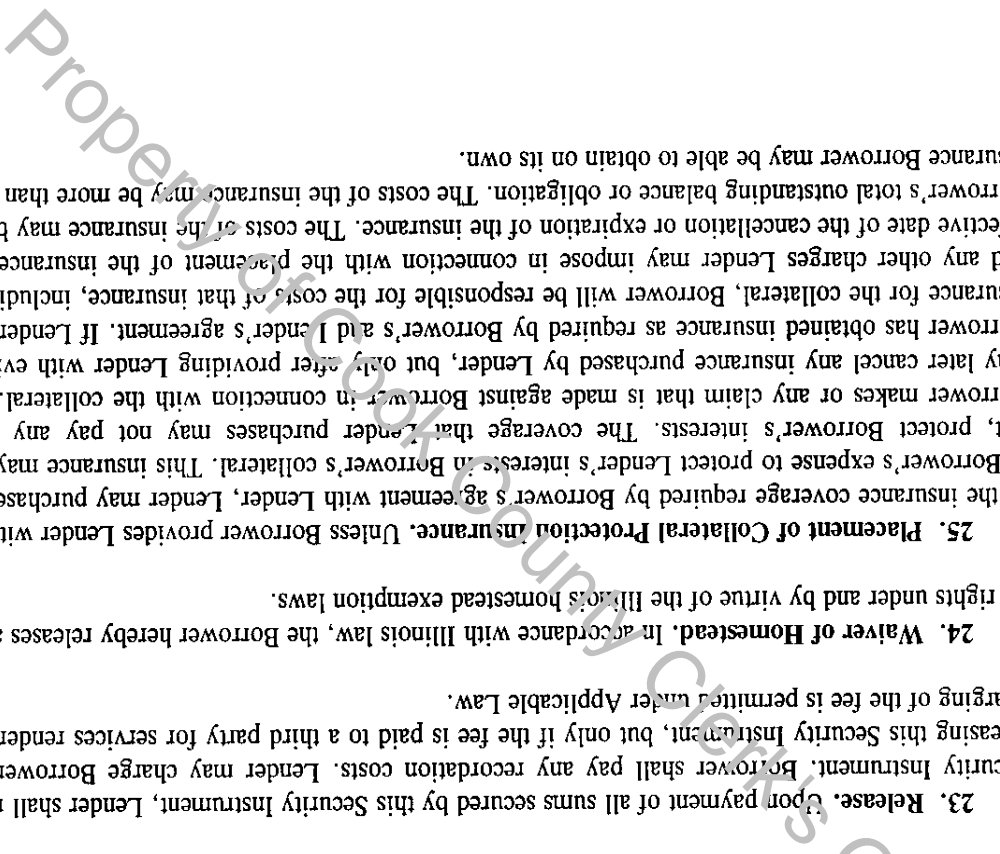 23. Release. Upon payment of all sums secured by this Security Instrument, Lender shall
curity Instrument. Borrower shall pay any recordation costs. Lender may charge Borrower
easing this Security Instrument, but only if the fee is paid to a third party for services render
arging of the fee is permitted under Applicable Law.
24. Waiver of Homestead. In accordance with Illinois law, the Borrower hereby releases
rights under and by virtue of the Illinois homestead exemption laws.
25. Placement of Collateral Protection Insurance. Unless Borrower provides Lender wit
the insurance coverage required by Borrower's agreement with Lender, Lender may purchase
Borrower's expense to protect Lender's interests in Borrower's collateral. This insurance may
t, protect Borrower's interests. The coverage that Lender purchases may not pay any
rrower makes or any claim that is made against Borrower in connection with the collateral.
y later cancel any insurance purchased by Lender, but only after providing Lender with ev
rrower has obtained insurance as required by Borrower's and Lender's agreement. If Lender
surance for the collateral, Borrower will be responsible for the costs of that insurance, includi
d any other charges Lender may impose in connection with the placement of the insurance
ective date of the cancellation or expiration of the insurance. The costs of the insurance may b
rrower's total outstanding balance or obligation. The costs of the insurance may be more than
surance Borrower may be able to obtain on its own.
Property of Cook County Clerk's